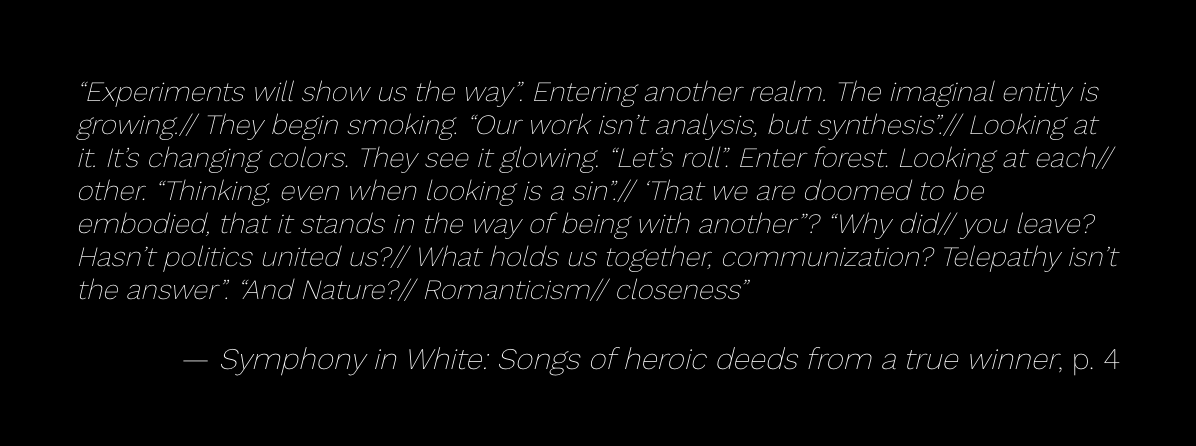 “Experiments will show us the way”. Entering another realm. The imaginal entity is
growing.// They begin smoking. “Our work isn’t analysis, but synthesis”.// Looking at
it. It’s changing colors. They see it glowing. “Let’s roll”. Enter forest. Looking at each//
other. “Thinking, even when looking is a sin”.// ‘That we are doomed to be
embodied, that it stands in the way of being with another”? “Why did// you leave?
Hasn’t politics united us?// What holds us together, communization? Telepathy isn’t
the answer”. “And Nature?// Romanticism// closeness”
— Symphony in White: Songs of heroic deeds from a true winner, p. 4